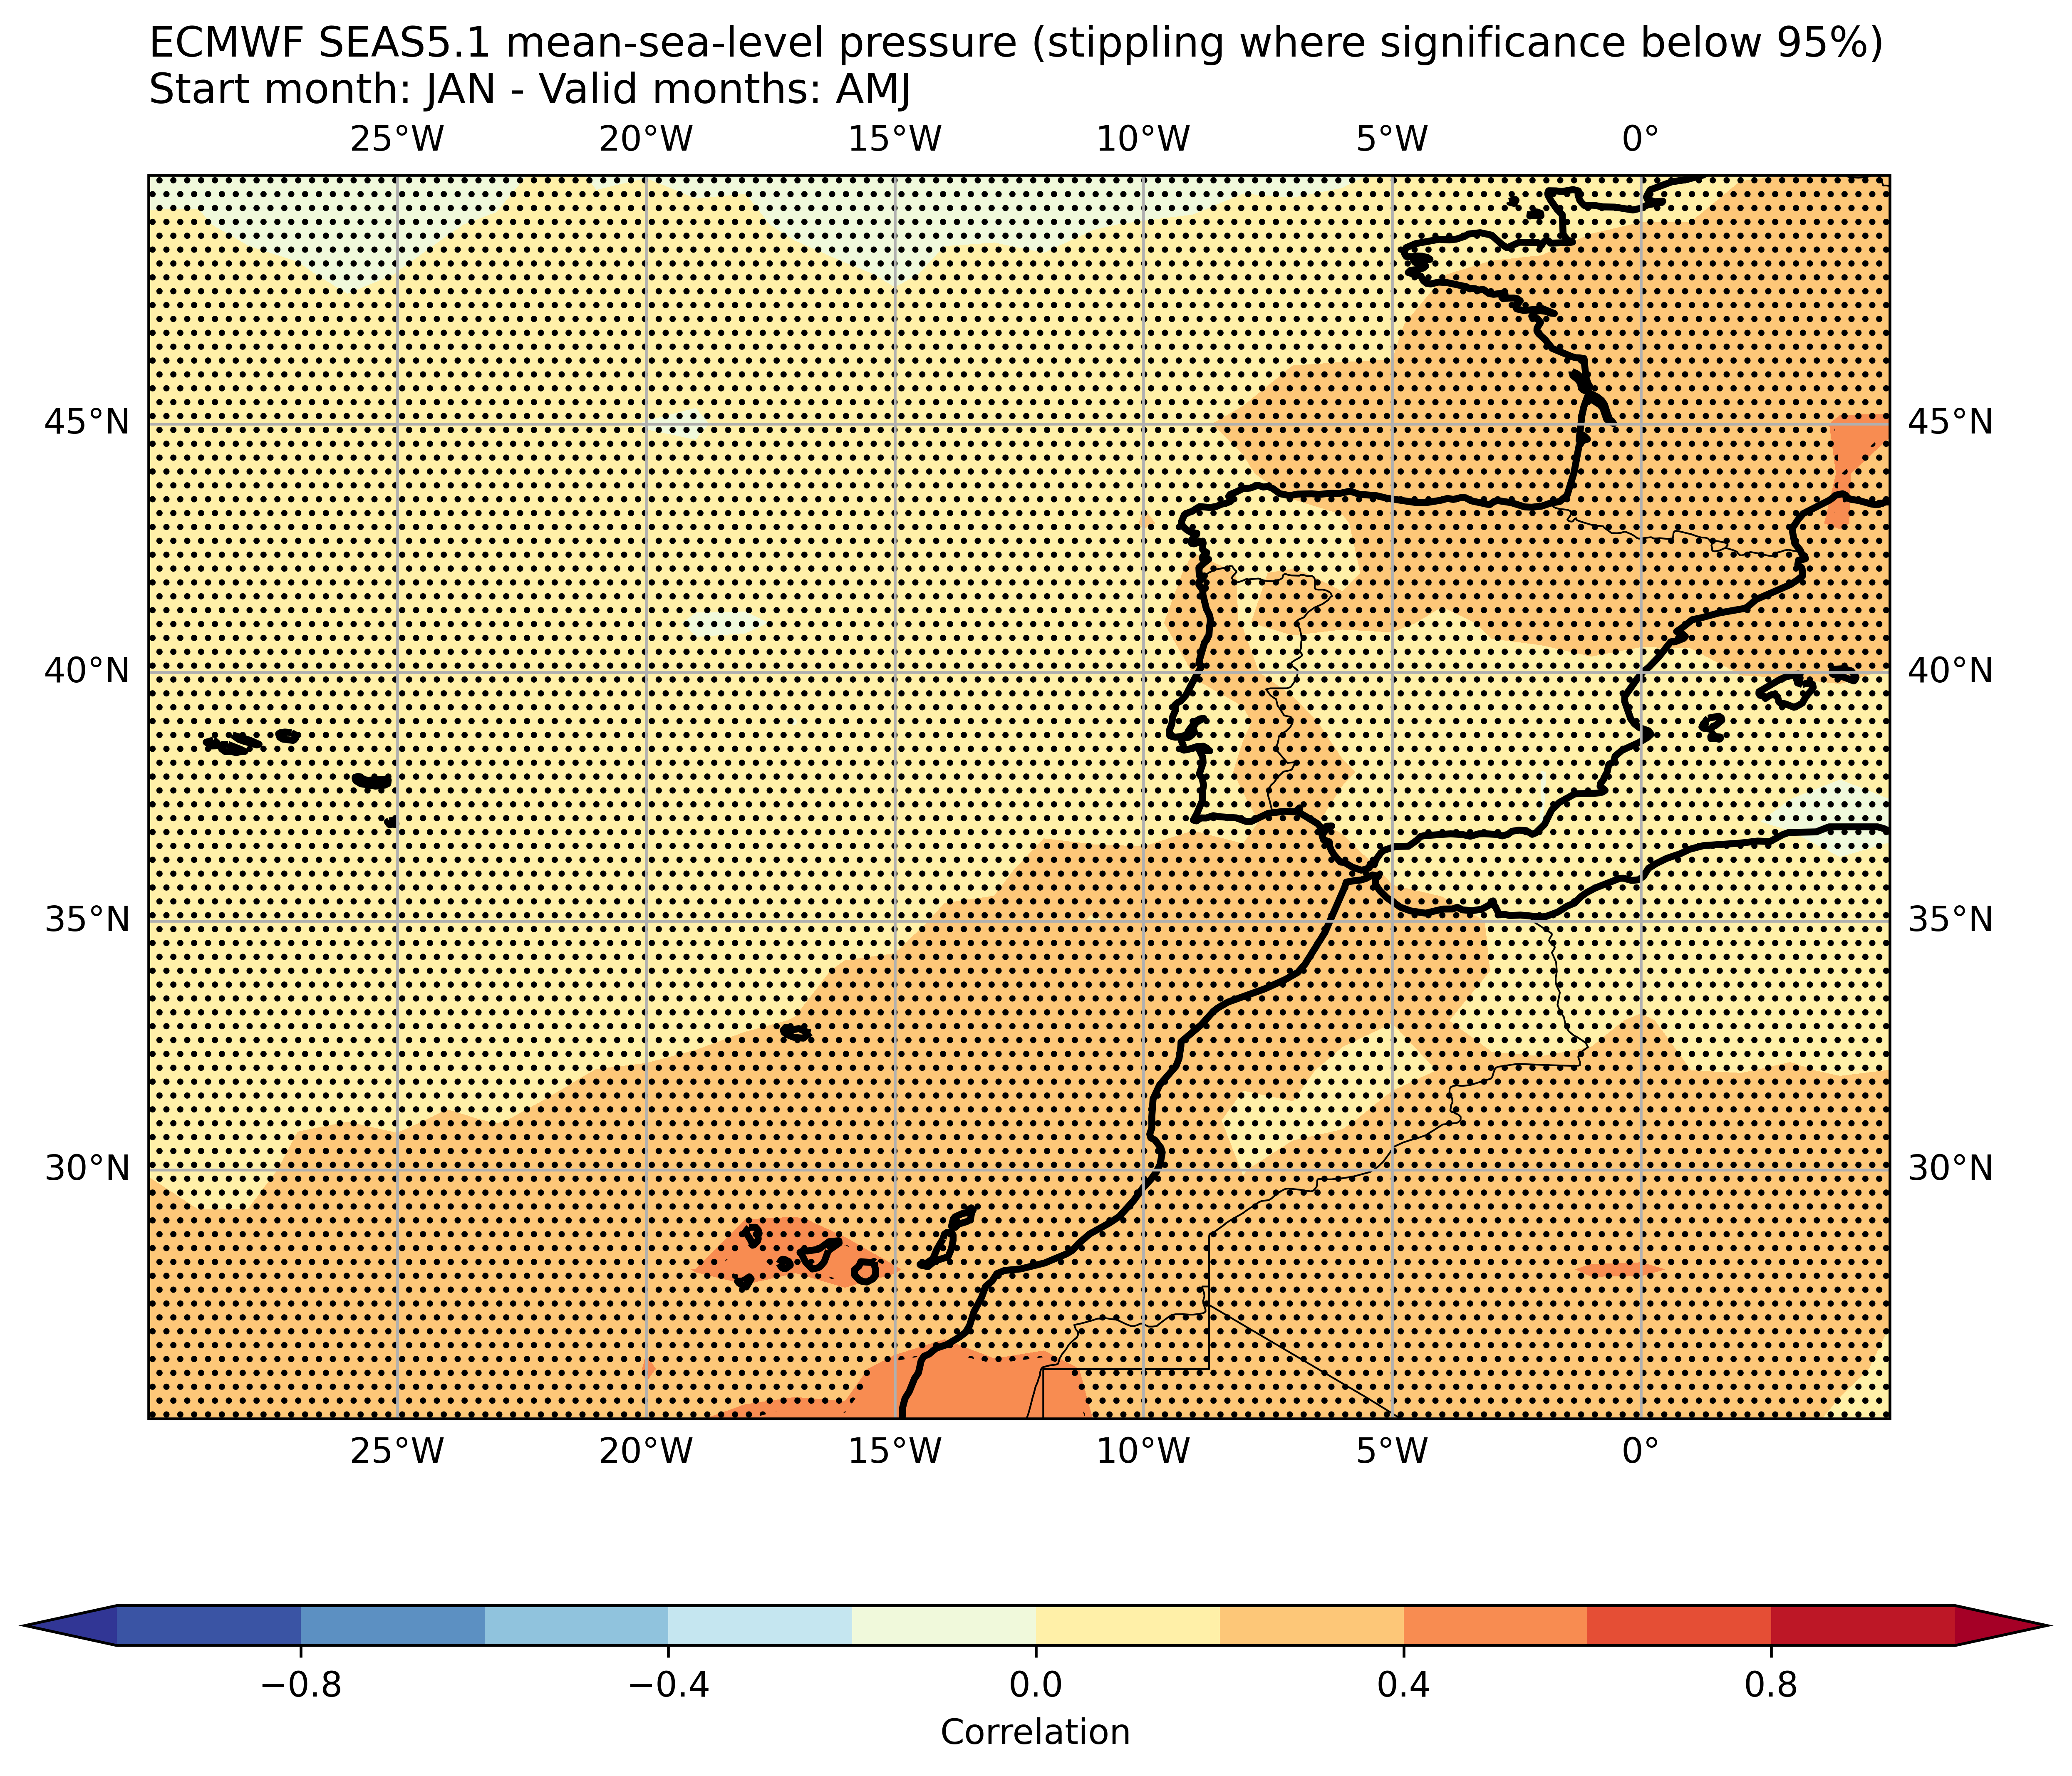 ECMWF SEAS5.1 mean-sea-level pressure (stippling where significance below 95%)
Start month: JAN - Valid months: AMJ
25°W 20°W 15°W 10°W 5°W 0°
45°N 45°N
40°N 40°N
35°N 35°N
30°N 30°N
25°W 20°W 15°W 10°W 5°W 0°
−0.8 −0.4 0.0 0.4 0.8
Correlation